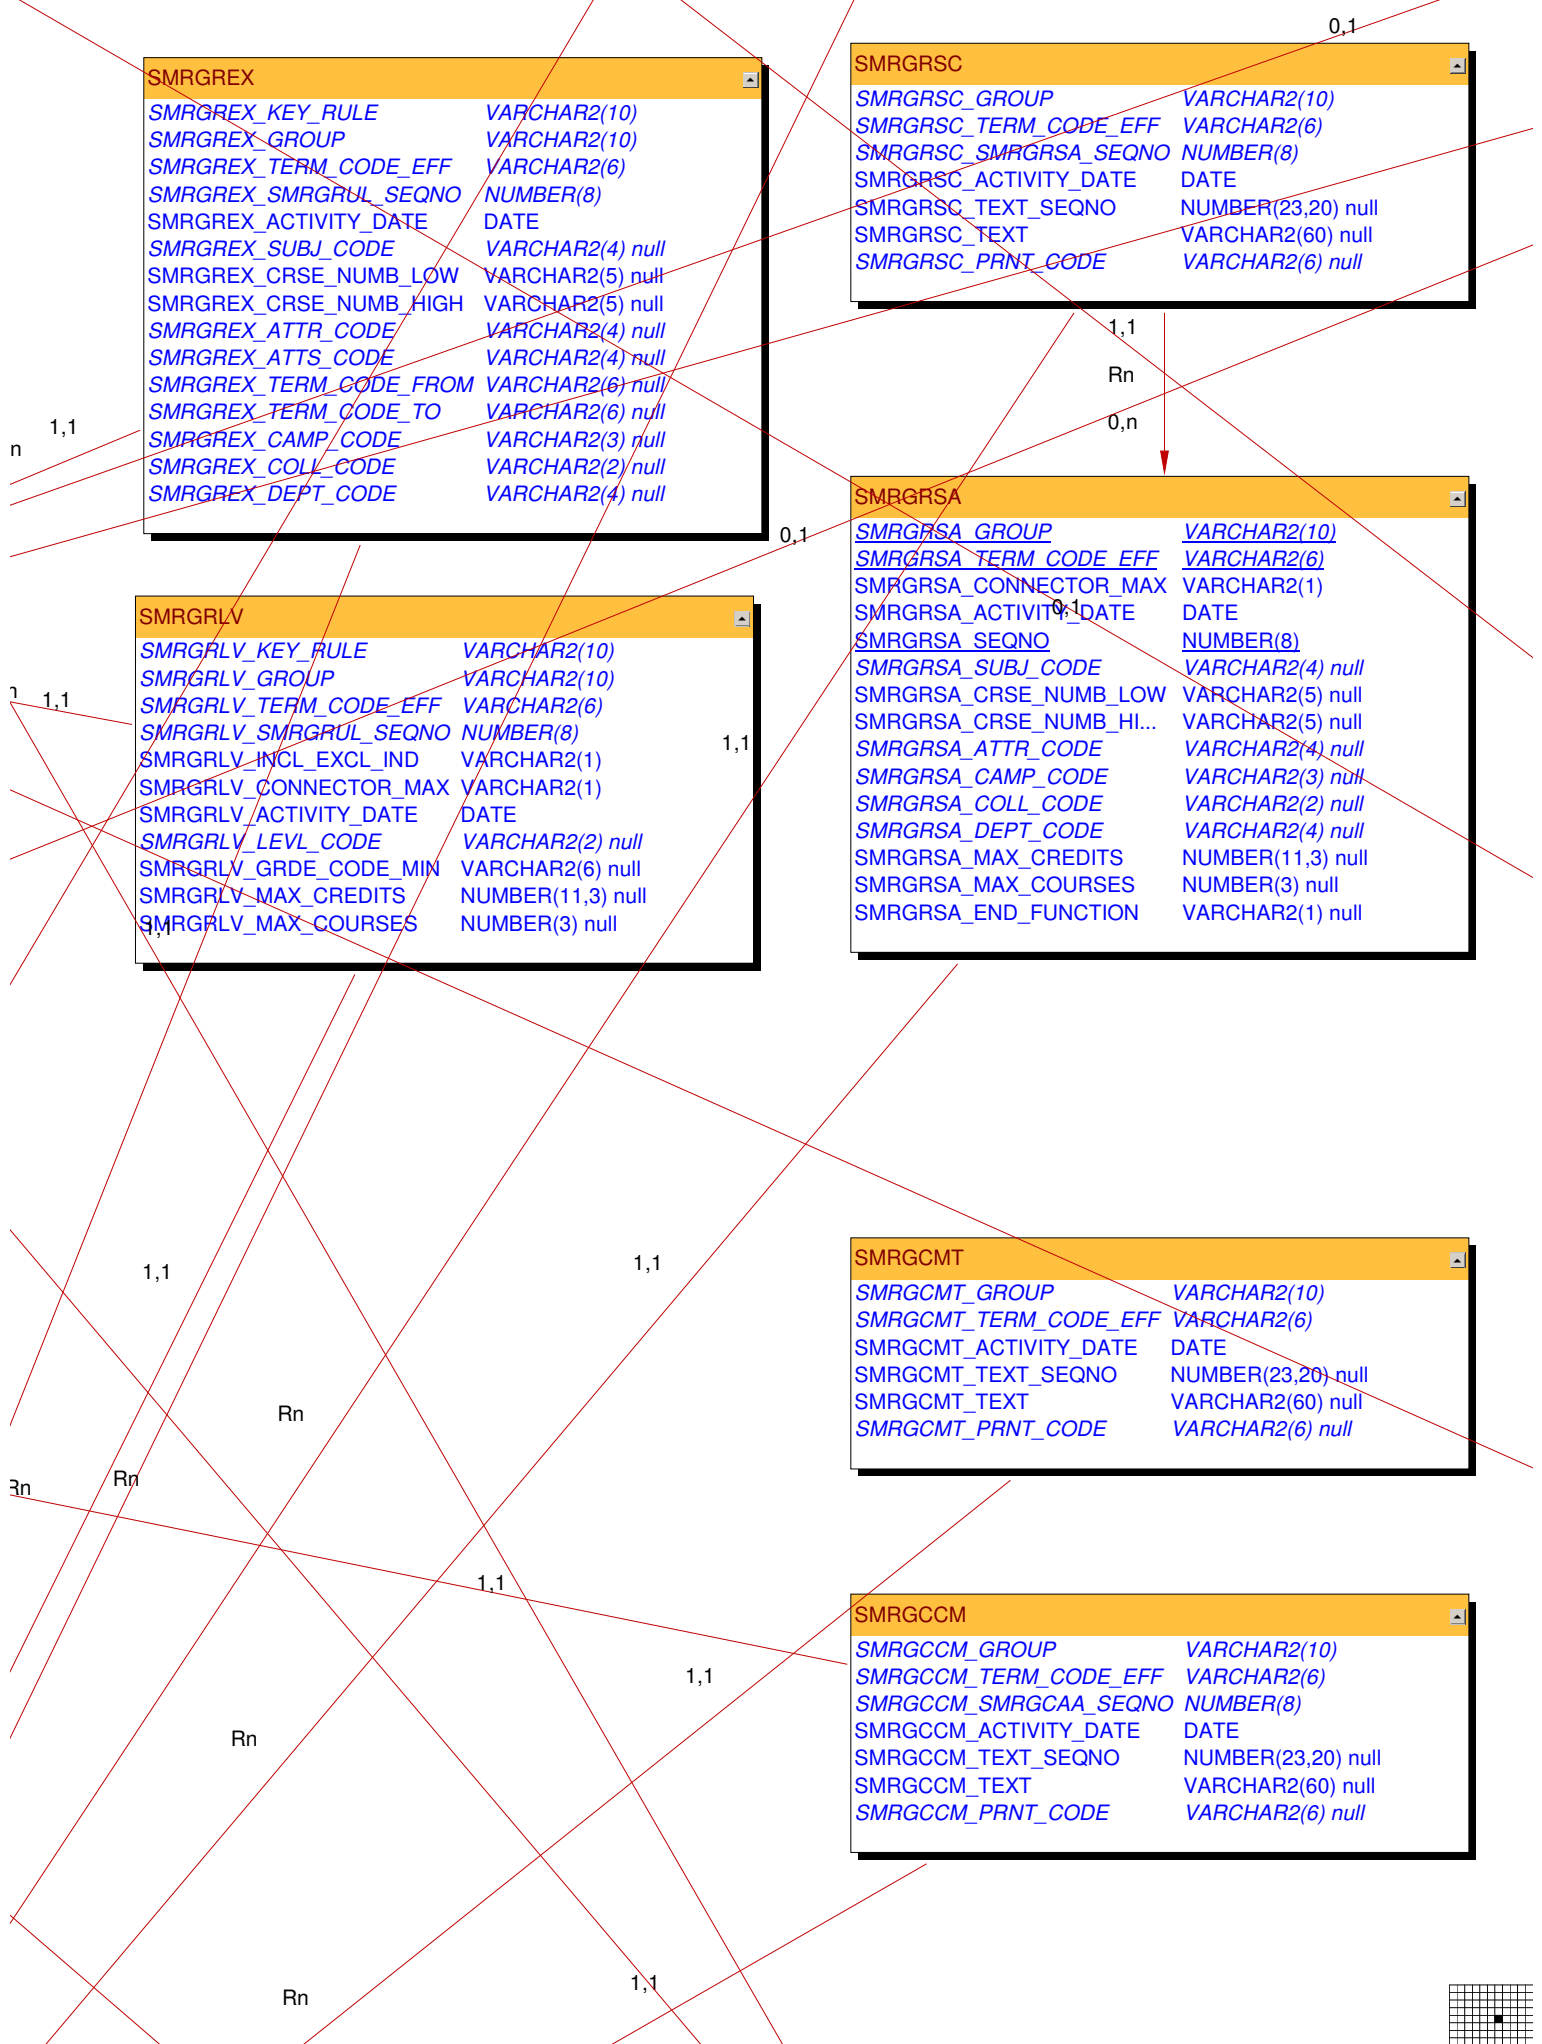 0,1
SMRGREX
SMRGREX_KEY_RULE VARCHAR2(10)
SMRGREX_GROUP VARCHAR2(10)
SMRGREX_TERM_CODE_EFF VARCHAR2(6)
SMRGREX_SMRGRUL_SEQNO NUMBER(8)
SMRGREX_ACTIVITY_DATE DATE
SMRGREX_SUBJ_CODE VARCHAR2(4) null
SMRGREX_CRSE_NUMB_LOW VARCHAR2(5) null
SMRGREX_CRSE_NUMB_HIGH VARCHAR2(5) null
SMRGREX_ATTR_CODE VARCHAR2(4) null
SMRGREX_ATTS_CODE VARCHAR2(4) null
SMRGREX_TERM_CODE_FROM VARCHAR2(6) null
SMRGREX_TERM_CODE_TO VARCHAR2(6) null
SMRGREX_CAMP_CODE VARCHAR2(3) null
SMRGREX_COLL_CODE VARCHAR2(2) null
SMRGREX_DEPT_CODE VARCHAR2(4) null
SMRGRSC
SMRGRSC_GROUP VARCHAR2(10)
SMRGRSC_TERM_CODE_EFF VARCHAR2(6)
SMRGRSC_SMRGRSA_SEQNO NUMBER(8)
SMRGRSC_ACTIVITY_DATE DATE
SMRGRSC_TEXT_SEQNO NUMBER(23,20) null
SMRGRSC_TEXT VARCHAR2(60) null
SMRGRSC_PRNT_CODE VARCHAR2(6) null
1,1
Rn
0,n
1,1
n
0,1
SMRGRSA
SMRGRSA_GROUP VARCHAR2(10)
SMRGRSA_TERM_CODE_EFF VARCHAR2(6)
SMRGRSA_CONNECTOR_MAX VARCHAR2(1)
SMRGRSA_ACTIVITY_DATE DATE
0,1
SMRGRSA_SEQNO NUMBER(8)
SMRGRSA_SUBJ_CODE VARCHAR2(4) null
SMRGRSA_CRSE_NUMB_LOW VARCHAR2(5) null
SMRGRSA_CRSE_NUMB_HI... VARCHAR2(5) null
SMRGRSA_ATTR_CODE VARCHAR2(4) null
SMRGRSA_CAMP_CODE VARCHAR2(3) null
SMRGRSA_COLL_CODE VARCHAR2(2) null
SMRGRSA_DEPT_CODE VARCHAR2(4) null
SMRGRSA_MAX_CREDITS NUMBER(11,3) null
SMRGRSA_MAX_COURSES NUMBER(3) null
SMRGRSA_END_FUNCTION VARCHAR2(1) null
SMRGRLV
SMRGRLV_KEY_RULE VARCHAR2(10)
SMRGRLV_GROUP VARCHAR2(10)
SMRGRLV_TERM_CODE_EFF VARCHAR2(6)
SMRGRLV_SMRGRUL_SEQNO NUMBER(8)
SMRGRLV_INCL_EXCL_IND VARCHAR2(1)
SMRGRLV_CONNECTOR_MAX VARCHAR2(1)
SMRGRLV_ACTIVITY_DATE DATE
SMRGRLV_LEVL_CODE VARCHAR2(2) null
SMRGRLV_GRDE_CODE_MIN VARCHAR2(6) null
SMRGRLV_MAX_CREDITS NUMBER(11,3) null
SMRGRLV_MAX_COURSES NUMBER(3) null
1,1
1,1
1,1
1,1
1,1
SMRGCMT
SMRGCMT_GROUP VARCHAR2(10)
SMRGCMT_TERM_CODE_EFF VARCHAR2(6)
SMRGCMT_ACTIVITY_DATE DATE
SMRGCMT_TEXT_SEQNO NUMBER(23,20) null
SMRGCMT_TEXT VARCHAR2(60) null
SMRGCMT_PRNT_CODE VARCHAR2(6) null
Rn
Rn
Rn
1,1
SMRGCCM
SMRGCCM_GROUP VARCHAR2(10)
SMRGCCM_TERM_CODE_EFF VARCHAR2(6)
SMRGCCM_SMRGCAA_SEQNO NUMBER(8)
SMRGCCM_ACTIVITY_DATE DATE
SMRGCCM_TEXT_SEQNO NUMBER(23,20) null
SMRGCCM_TEXT VARCHAR2(60) null
SMRGCCM_PRNT_CODE VARCHAR2(6) null
1,1
Rn
1,1
Rn